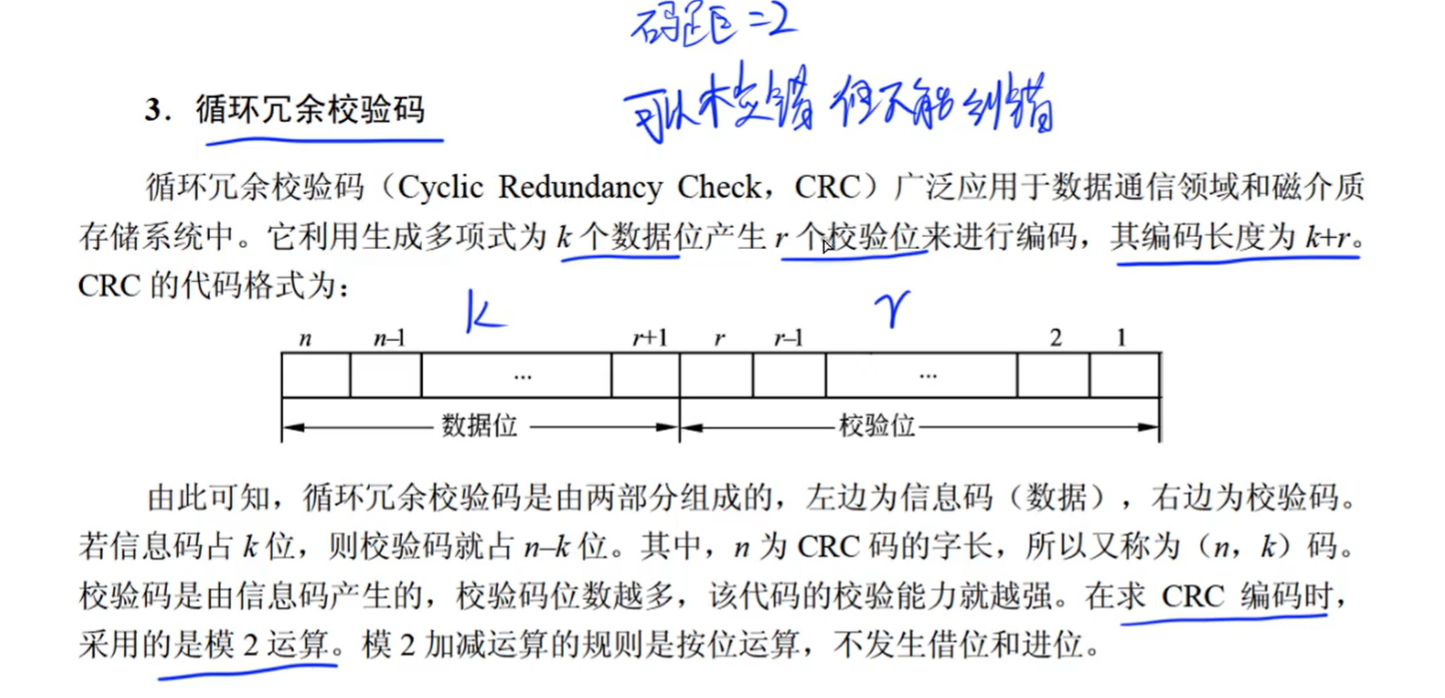 码距=2
可以校错 但不能纠错
3. 循环冗余校验码
循环冗余校验码（Cyclic Redundancy Check，CRC）广泛应用于数据通信领域和磁介质
存储系统中。它利用生成多项式为 k 个数据位产生 r 个校验位来进行编码，其编码长度为 k+r。
CRC 的代码格式为：
k r
n n–1 r+1 r r–1 2 1
... ...
数据位 校验位
由此可知，循环冗余校验码是由两部分组成的，左边为信息码（数据），右边为校验码。
若信息码占 k 位，则校验码就占 n–k 位。其中，n 为 CRC 码的字长，所以又称为（n，k）码。
校验码是由信息码产生的，校验码位数越多，该代码的校验能力就越强。在求 CRC 编码时，
采用的是模 2 运算。模 2 加减运算的规则是按位运算，不发生借位和进位。